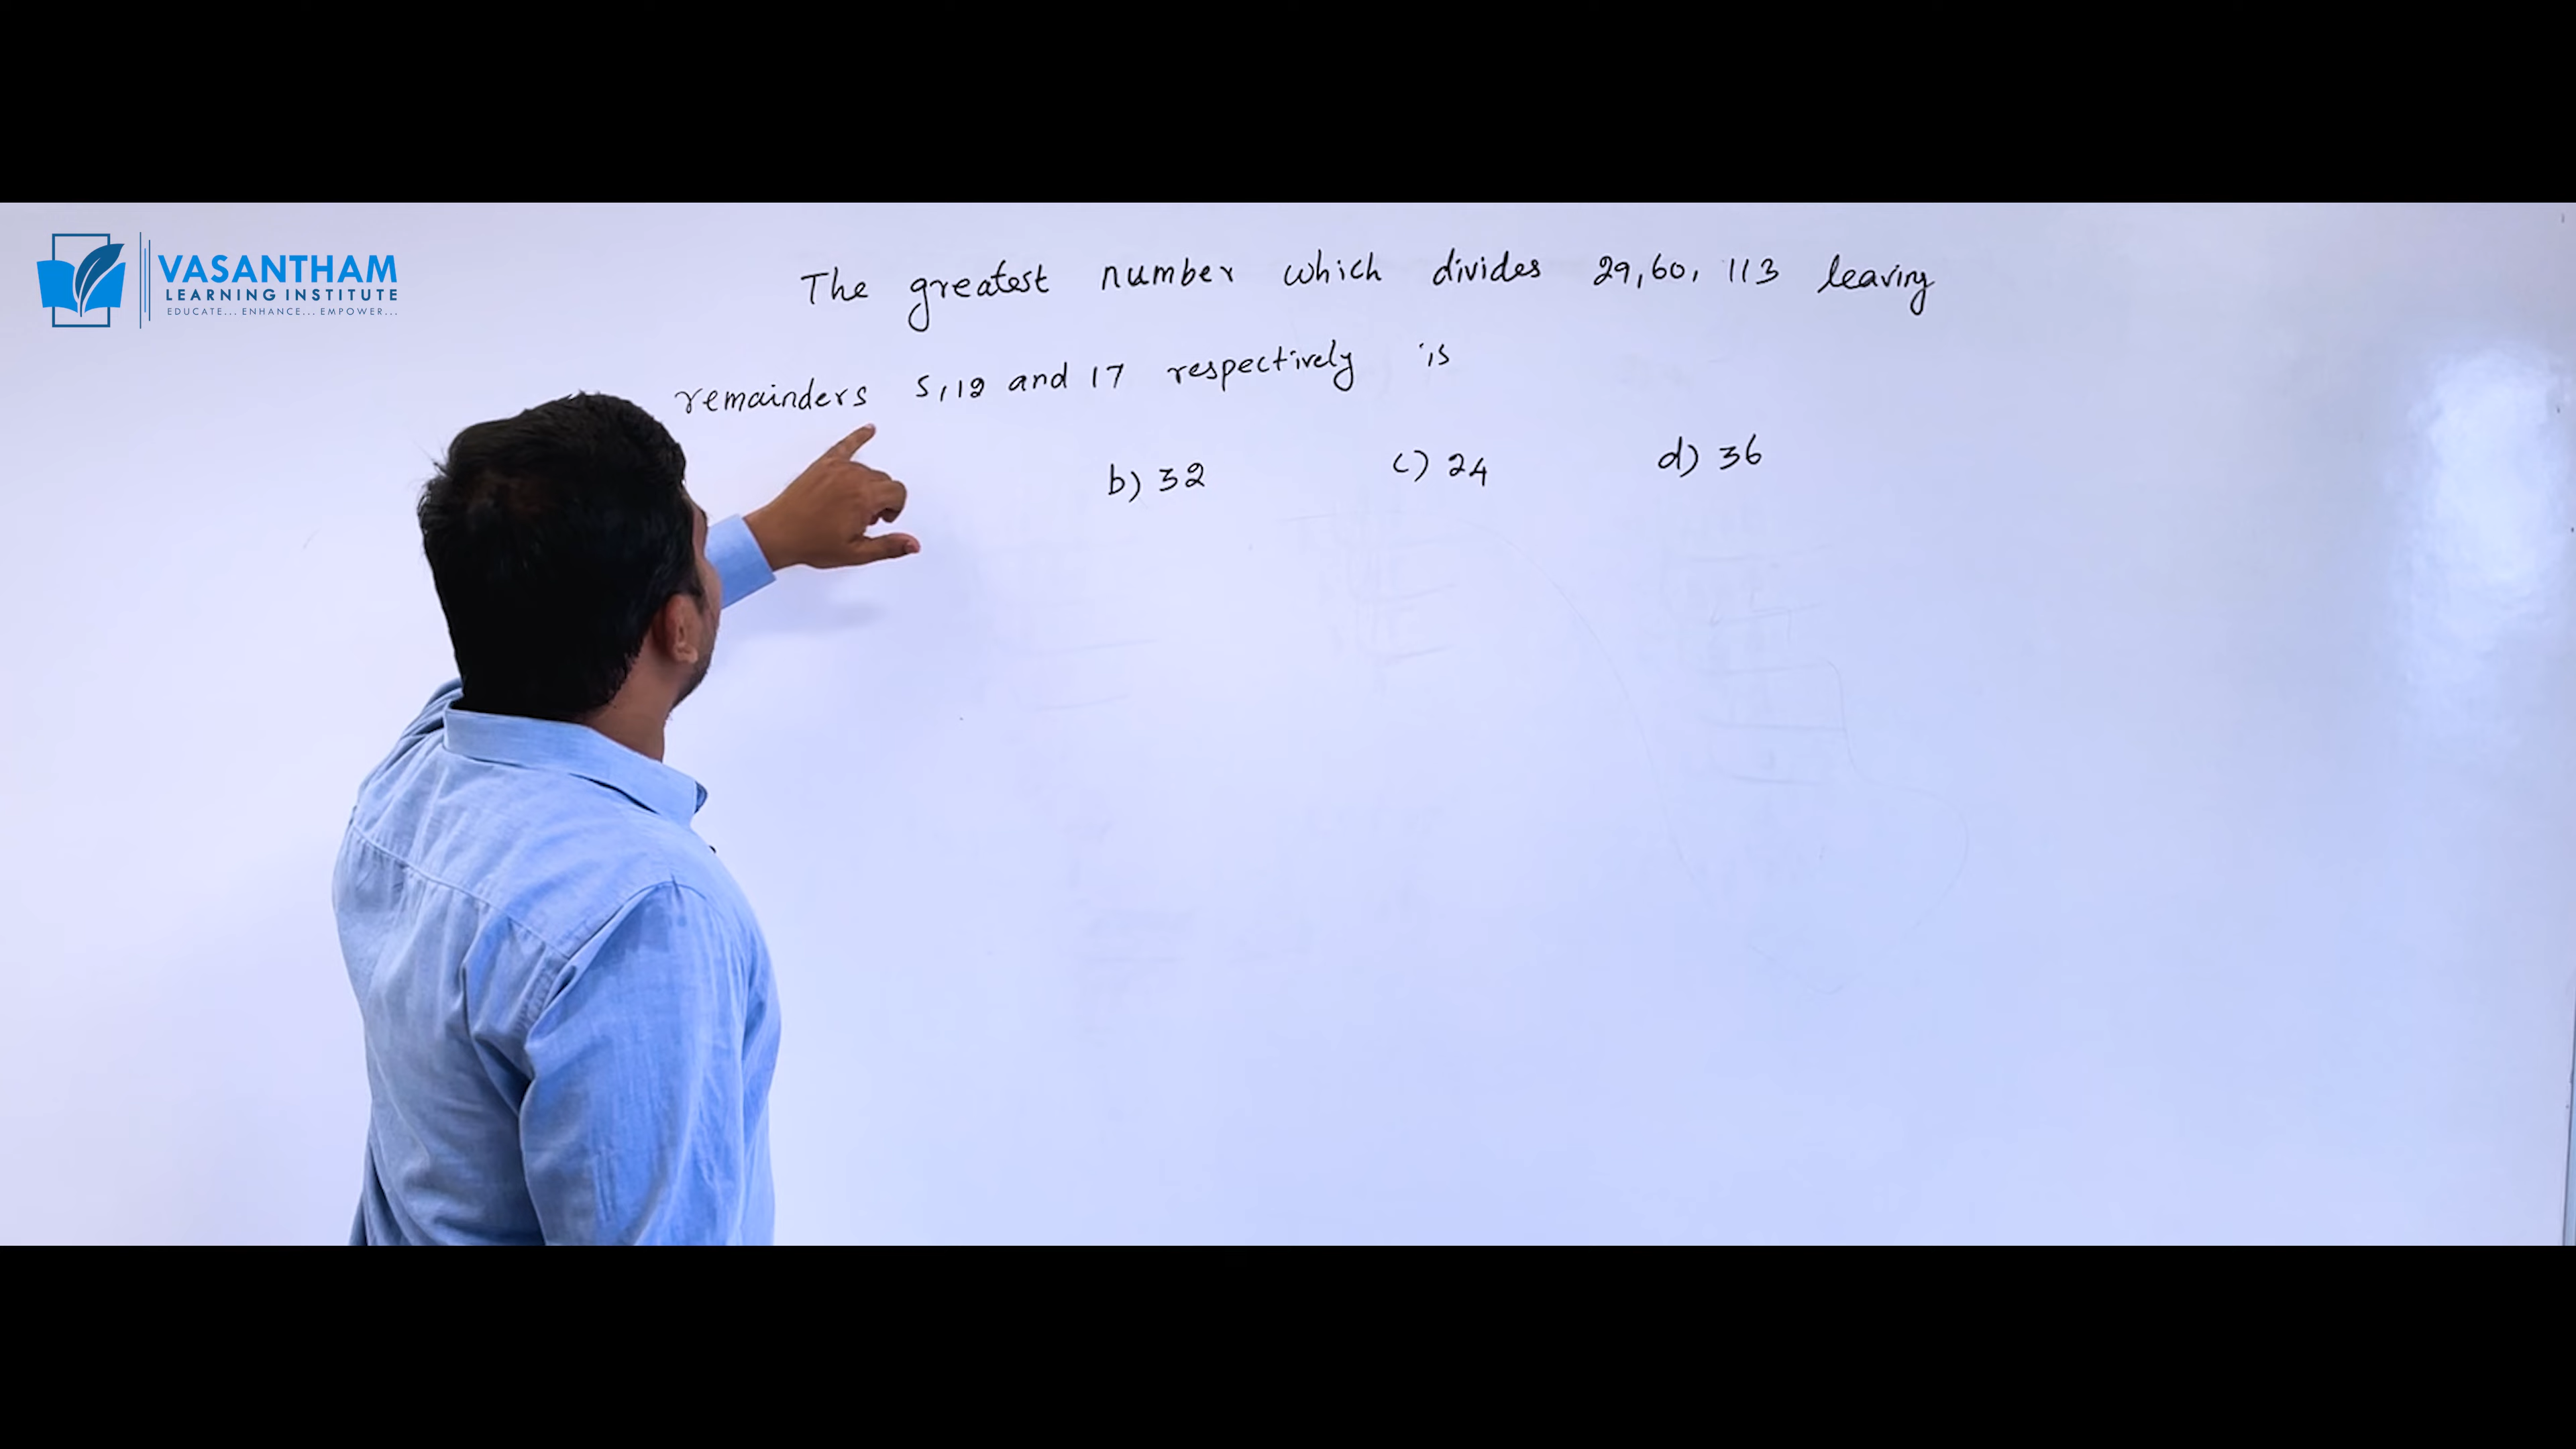 VASANTHAM
LEARNING INSTITUTE
EDUCATE... ENHANCE... EMPOWER...
The greatest number which divides 29, 60, 113 leaving
remainders 5, 12 and 17 respectively is
b) 32 c) 24 d) 36